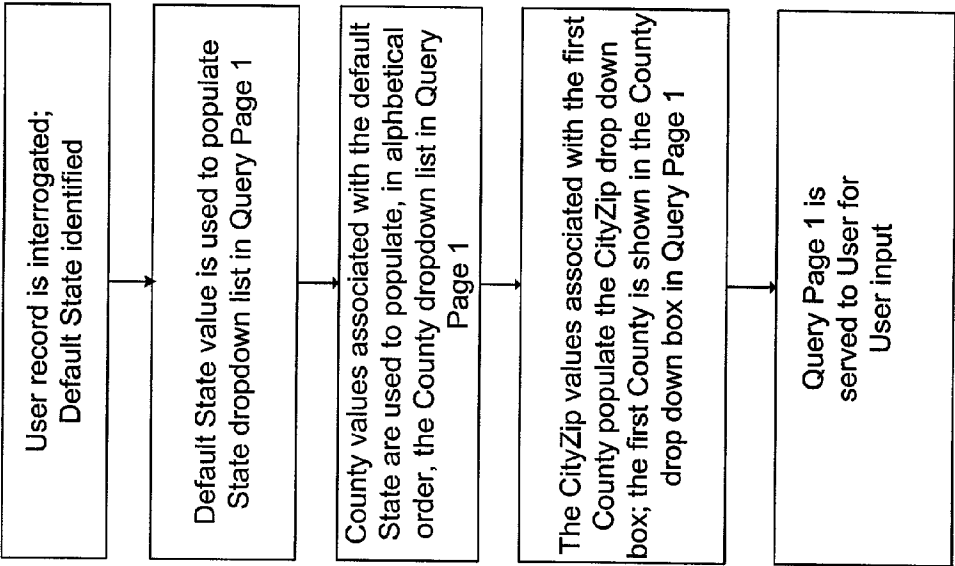 User record is interrogated;
Default State identified
Default State value is used to populate
State dropdown list in Query Page 1
County values associated with the default
State are used to populate, in alphbetical
order, the County dropdown list in Query
Page 1
The CityZip values associated with the first
County populate the CityZip drop down
box; the first County is shown in the County
drop down box in Query Page 1
Query Page 1 is
served to User for
User input